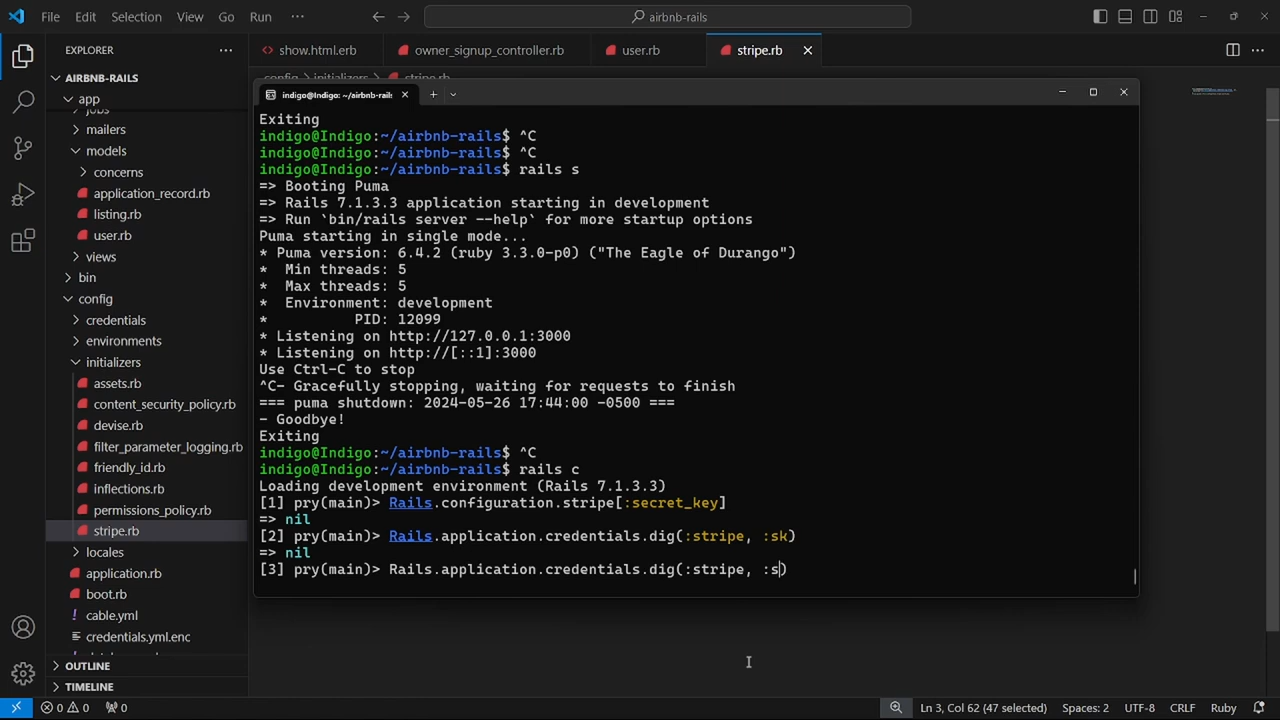 File Edit Selection View Go Run ··· airbnb-rails
EXPLORER ···
show.html.erb owner_signup_controller.rb user.rb stripe.rb
AIRBNB-RAILS
app
mailers
models
concerns
application_record.rb
listing.rb
user.rb
views
bin
config
credentials
environments
initializers
assets.rb
content_security_policy.rb
devise.rb
filter_parameter_logging.rb
friendly_id.rb
inflections.rb
permissions_policy.rb
stripe.rb
locales
application.rb
boot.rb
! cable.yml
credentials.yml.enc
OUTLINE
TIMELINE
config > initializers > stripe.rb
indigo@Indigo: ~/airbnb-rails
Exiting
indigo@Indigo:~/airbnb-rails$ ^C
indigo@Indigo:~/airbnb-rails$ ^C
indigo@Indigo:~/airbnb-rails$ rails s
=> Booting Puma
=> Rails 7.1.3.3 application starting in development
=> Run `bin/rails server --help` for more startup options
Puma starting in single mode...
* Puma version: 6.4.2 (ruby 3.3.0-p0) ("The Eagle of Durango")
* Min threads: 5
* Max threads: 5
* Environment: development
* PID: 12099
* Listening on http://127.0.0.1:3000
* Listening on http://[::1]:3000
Use Ctrl-C to stop
^C- Gracefully stopping, waiting for requests to finish
=== puma shutdown: 2024-05-26 17:44:00 -0500 ===
- Goodbye!
Exiting
indigo@Indigo:~/airbnb-rails$ ^C
indigo@Indigo:~/airbnb-rails$ rails c
Loading development environment (Rails 7.1.3.3)
[1] pry(main)> Rails.configuration.stripe[:secret_key]
=> nil
[2] pry(main)> Rails.application.credentials.dig(:stripe, :sk)
=> nil
[3] pry(main)> Rails.application.credentials.dig(:stripe, :s)
0 0 0 Ln 3, Col 62 (47 selected) Spaces: 2 UTF-8 CRLF Ruby